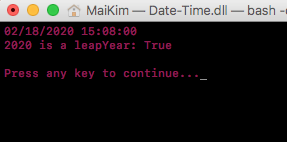 MaiKim — Date-Time.dll — bash -
02/18/2020 15:08:00
2020 is a leapYear: True
Press any key to continue..._